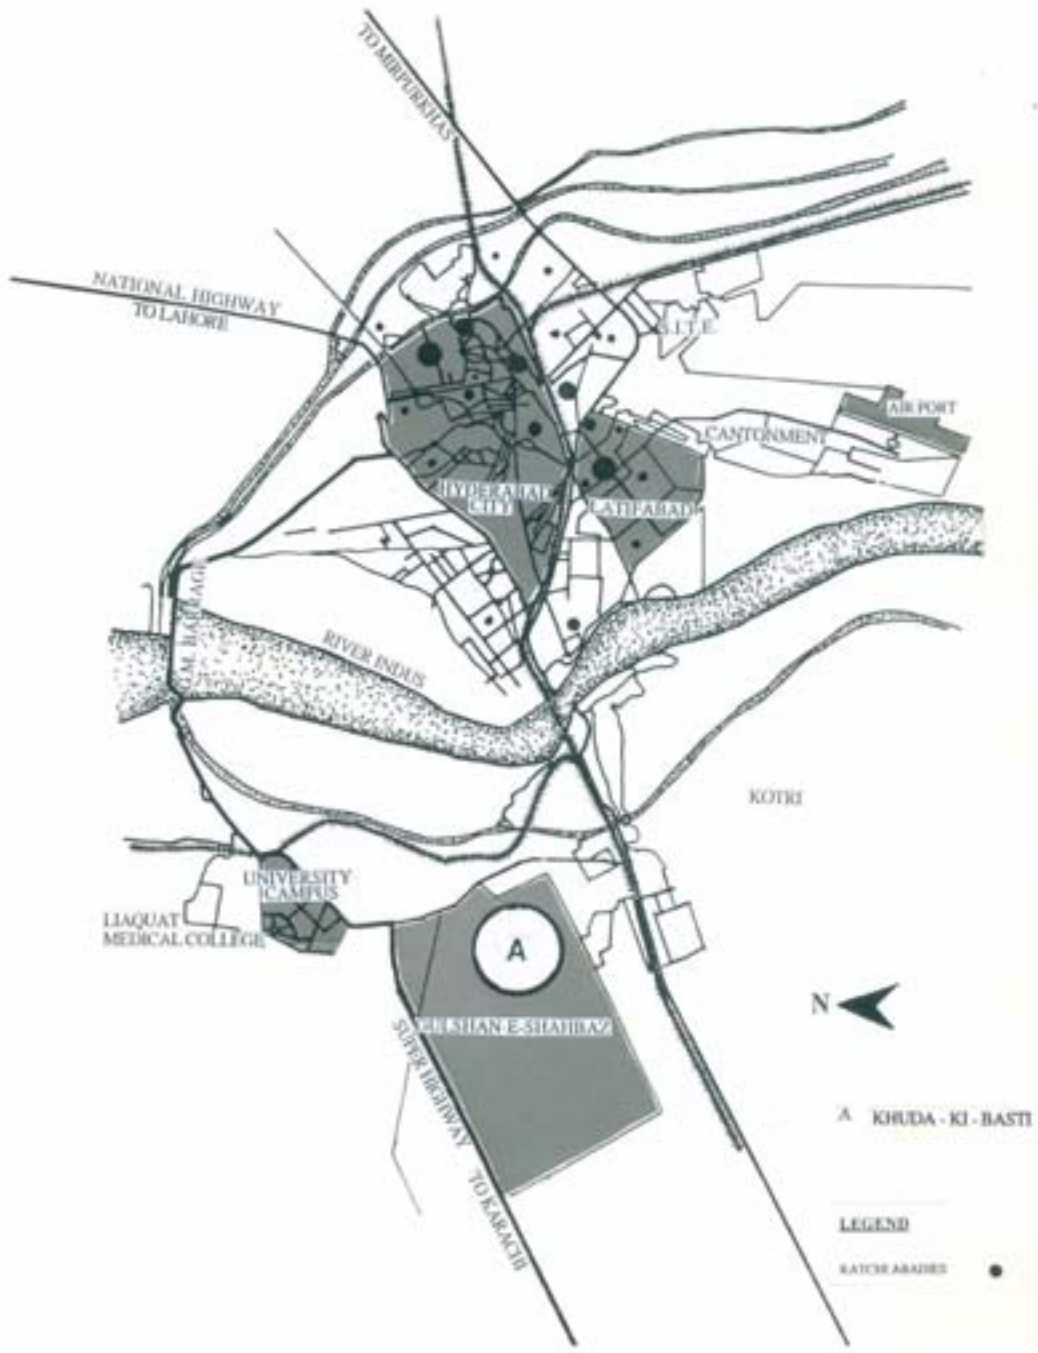 TO MIRPURKHAS
NATIONAL HIGHWAY
TO LAHORE
S.I.T.E.
AIR PORT
CANTONMENT
HYDERABAD
CITY
LATIFABAD
RIVER INDUS
KOTRI
UNIVERSITY
CAMPUS
LIAQUAT
MEDICAL COLLEGE
A
GULSHAN-E-SHAHBAZ
SUPER HIGHWAY
TO KARACHI
N
A KHUDA - KI - BASTI
LEGEND
KATCHI ABADIES